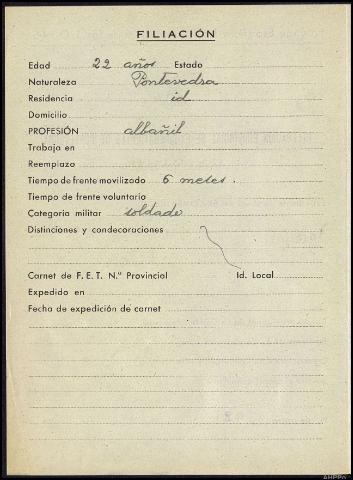 FILIACIÓN
Edad 22 años Estado
Naturaleza Pontevedra
Residencia id
Domicilio
PROFESIÓN albañil
Trabaja en
Reemplazo
Tiempo de frente movilizado 6 meses.
Tiempo de frente voluntario
Categoría militar soldado
Distinciones y condecoraciones
Carnet de F. E. T. N.º Provincial Id. Local
Expedido en
Fecha de expedición de carnet
AHPPo